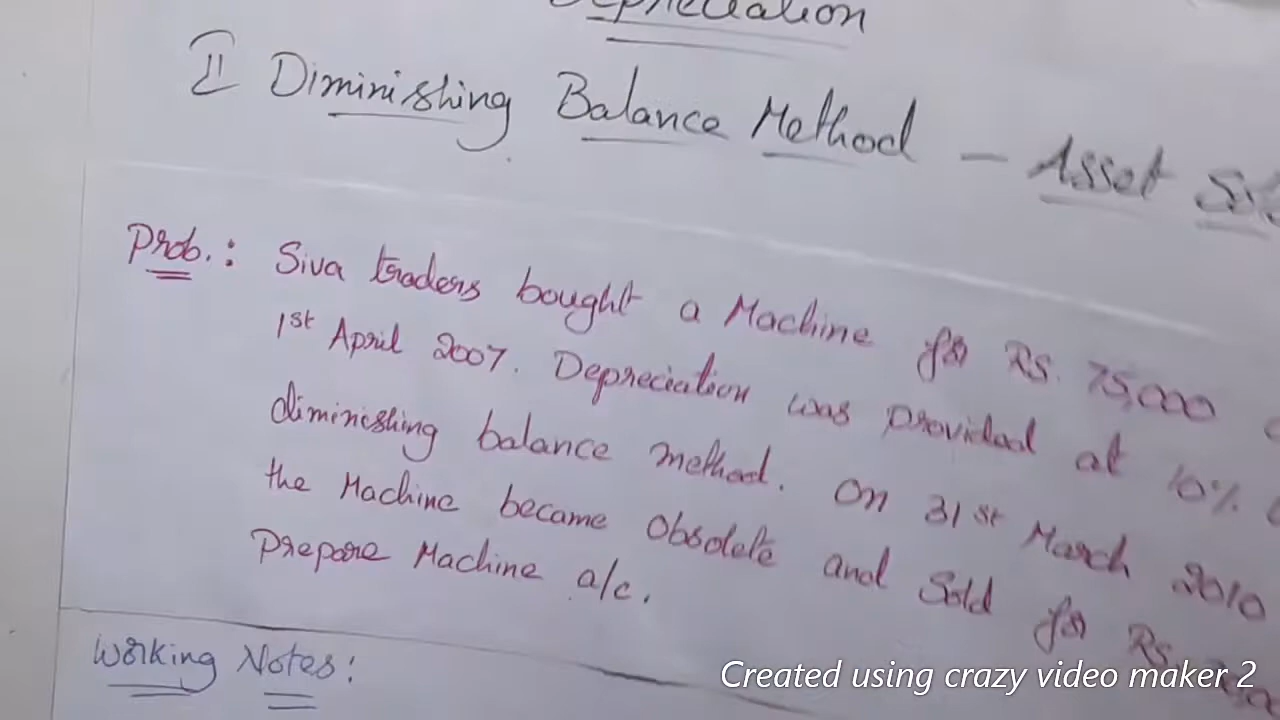 Depreciation
II Diminishing Balance Method - Asset
Prob.: Siva traders bought a Machine for Rs. 75,000
1st April 2007. Depreciation was provided at 10%
diminishing balance method. On 31st March 2010
the Machine became obsolete and sold for Rs.
Prepare Machine a/c.
Working Notes:
Created using crazy video maker 2